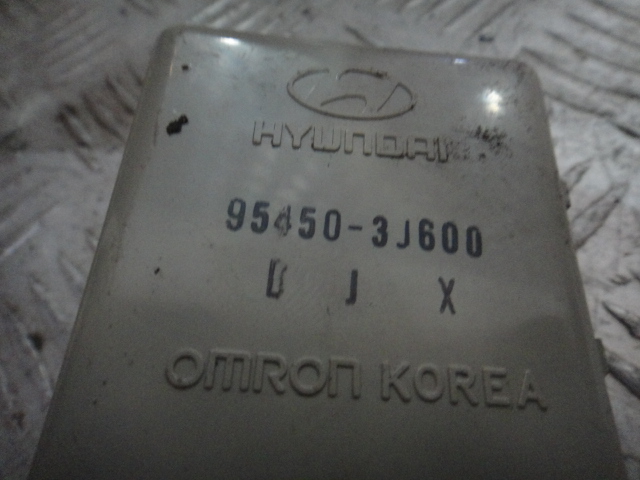 HYUNDAI
95450-3J600
D J X
OMRON KOREA